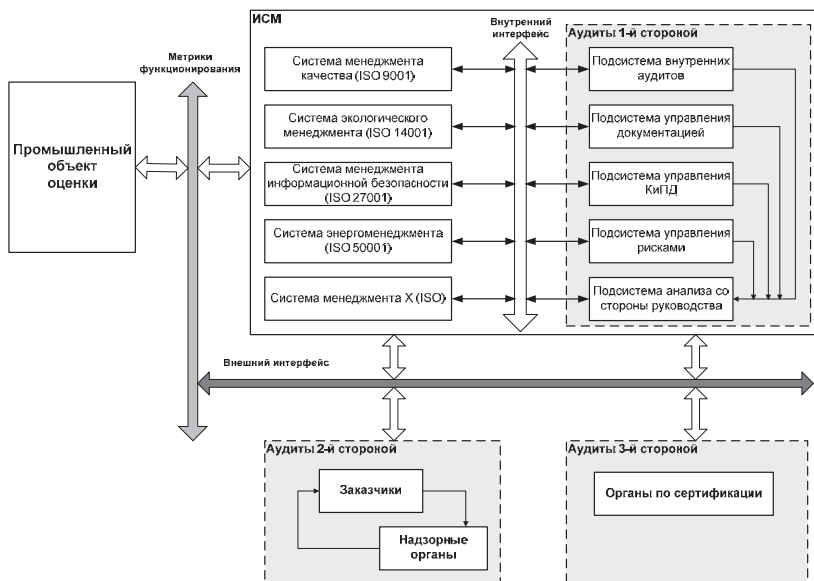 ИСМ
Метрики
функционирования
Внутренний
интерфейс
Аудиты 1-й стороной
Промышленный
объект
оценки
Система менеджмента
качества (ISO 9001)
Подсистема внутренних
аудитов
Система экологического
менеджмента (ISO 14001)
Подсистема управления
документацией
Система менеджмента
информационной безопасности
(ISO 27001)
Подсистема управления
КиПД
Система энергоменеджмента
(ISO 50001)
Подсистема управления
рисками
Система менеджмента X (ISO)
Подсистема анализа со
стороны руководства
Внешний интерфейс
Аудиты 2-й стороной
Заказчики
Надзорные
органы
Аудиты 3-й стороной
Органы по сертификации